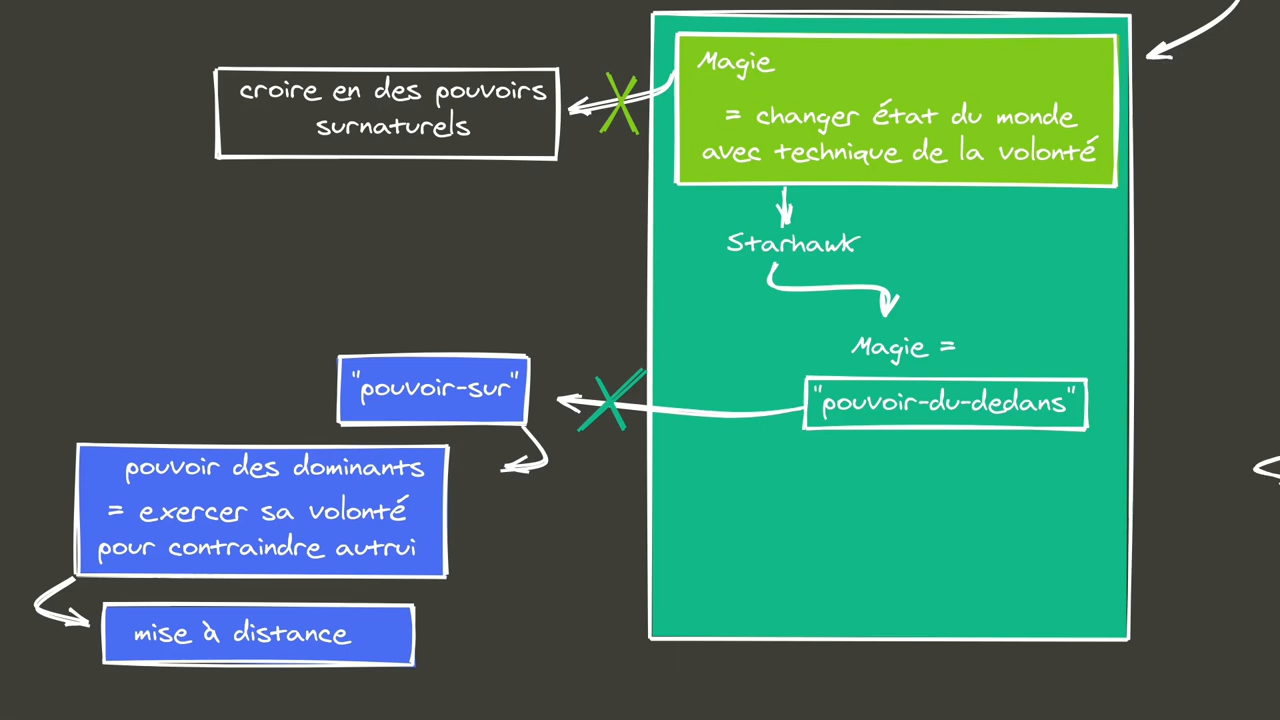 croire en des pouvoirs
surnaturels
Magie
= changer état du monde
avec technique de la volonté
Starhawk
Magie =
"pouvoir-du-dedans"
"pouvoir-sur"
pouvoir des dominants
= exercer sa volonté
pour contraindre autrui
mise à distance